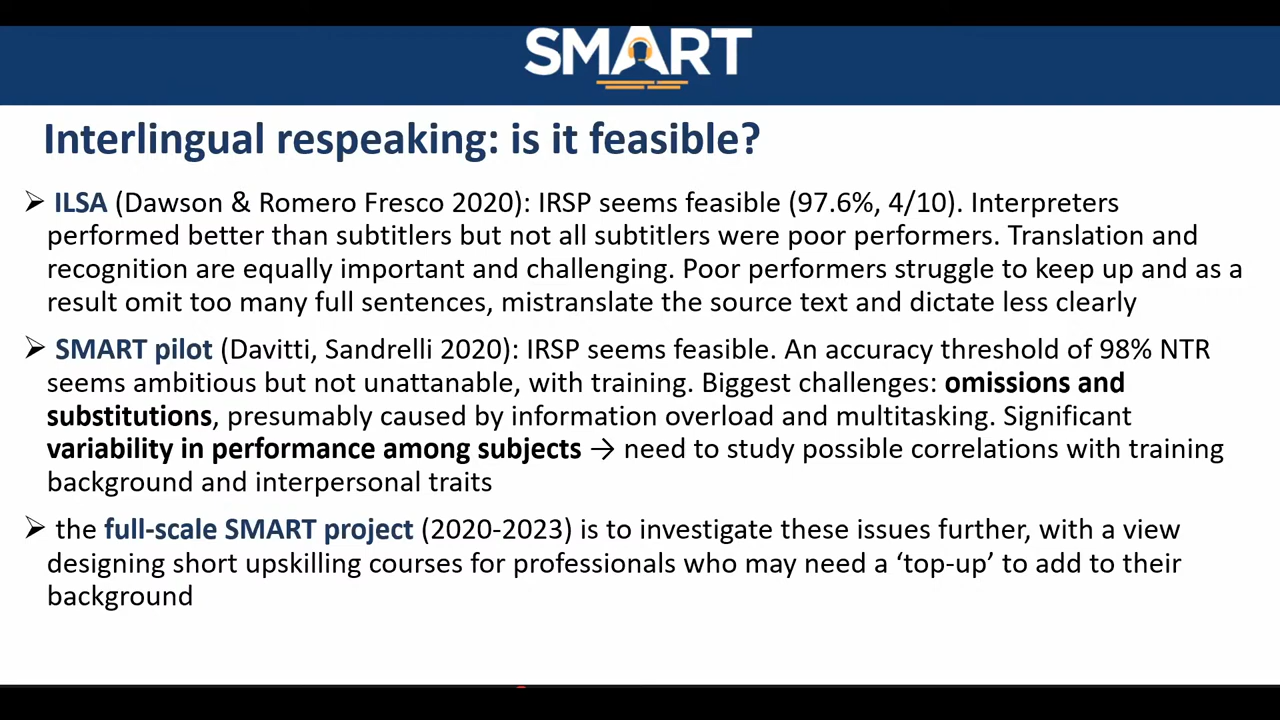 SMART
Interlingual respeaking: is it feasible?
➢ ILSA (Dawson & Romero Fresco 2020): IRSP seems feasible (97.6%, 4/10). Interpreters
performed better than subtitlers but not all subtitlers were poor performers. Translation and
recognition are equally important and challenging. Poor performers struggle to keep up and as a
result omit too many full sentences, mistranslate the source text and dictate less clearly
➢ SMART pilot (Davitti, Sandrelli 2020): IRSP seems feasible. An accuracy threshold of 98% NTR
seems ambitious but not unattanable, with training. Biggest challenges: omissions and
substitutions, presumably caused by information overload and multitasking. Significant
variability in performance among subjects → need to study possible correlations with training
background and interpersonal traits
➢ the full-scale SMART project (2020-2023) is to investigate these issues further, with a view
designing short upskilling courses for professionals who may need a ‘top-up’ to add to their
background